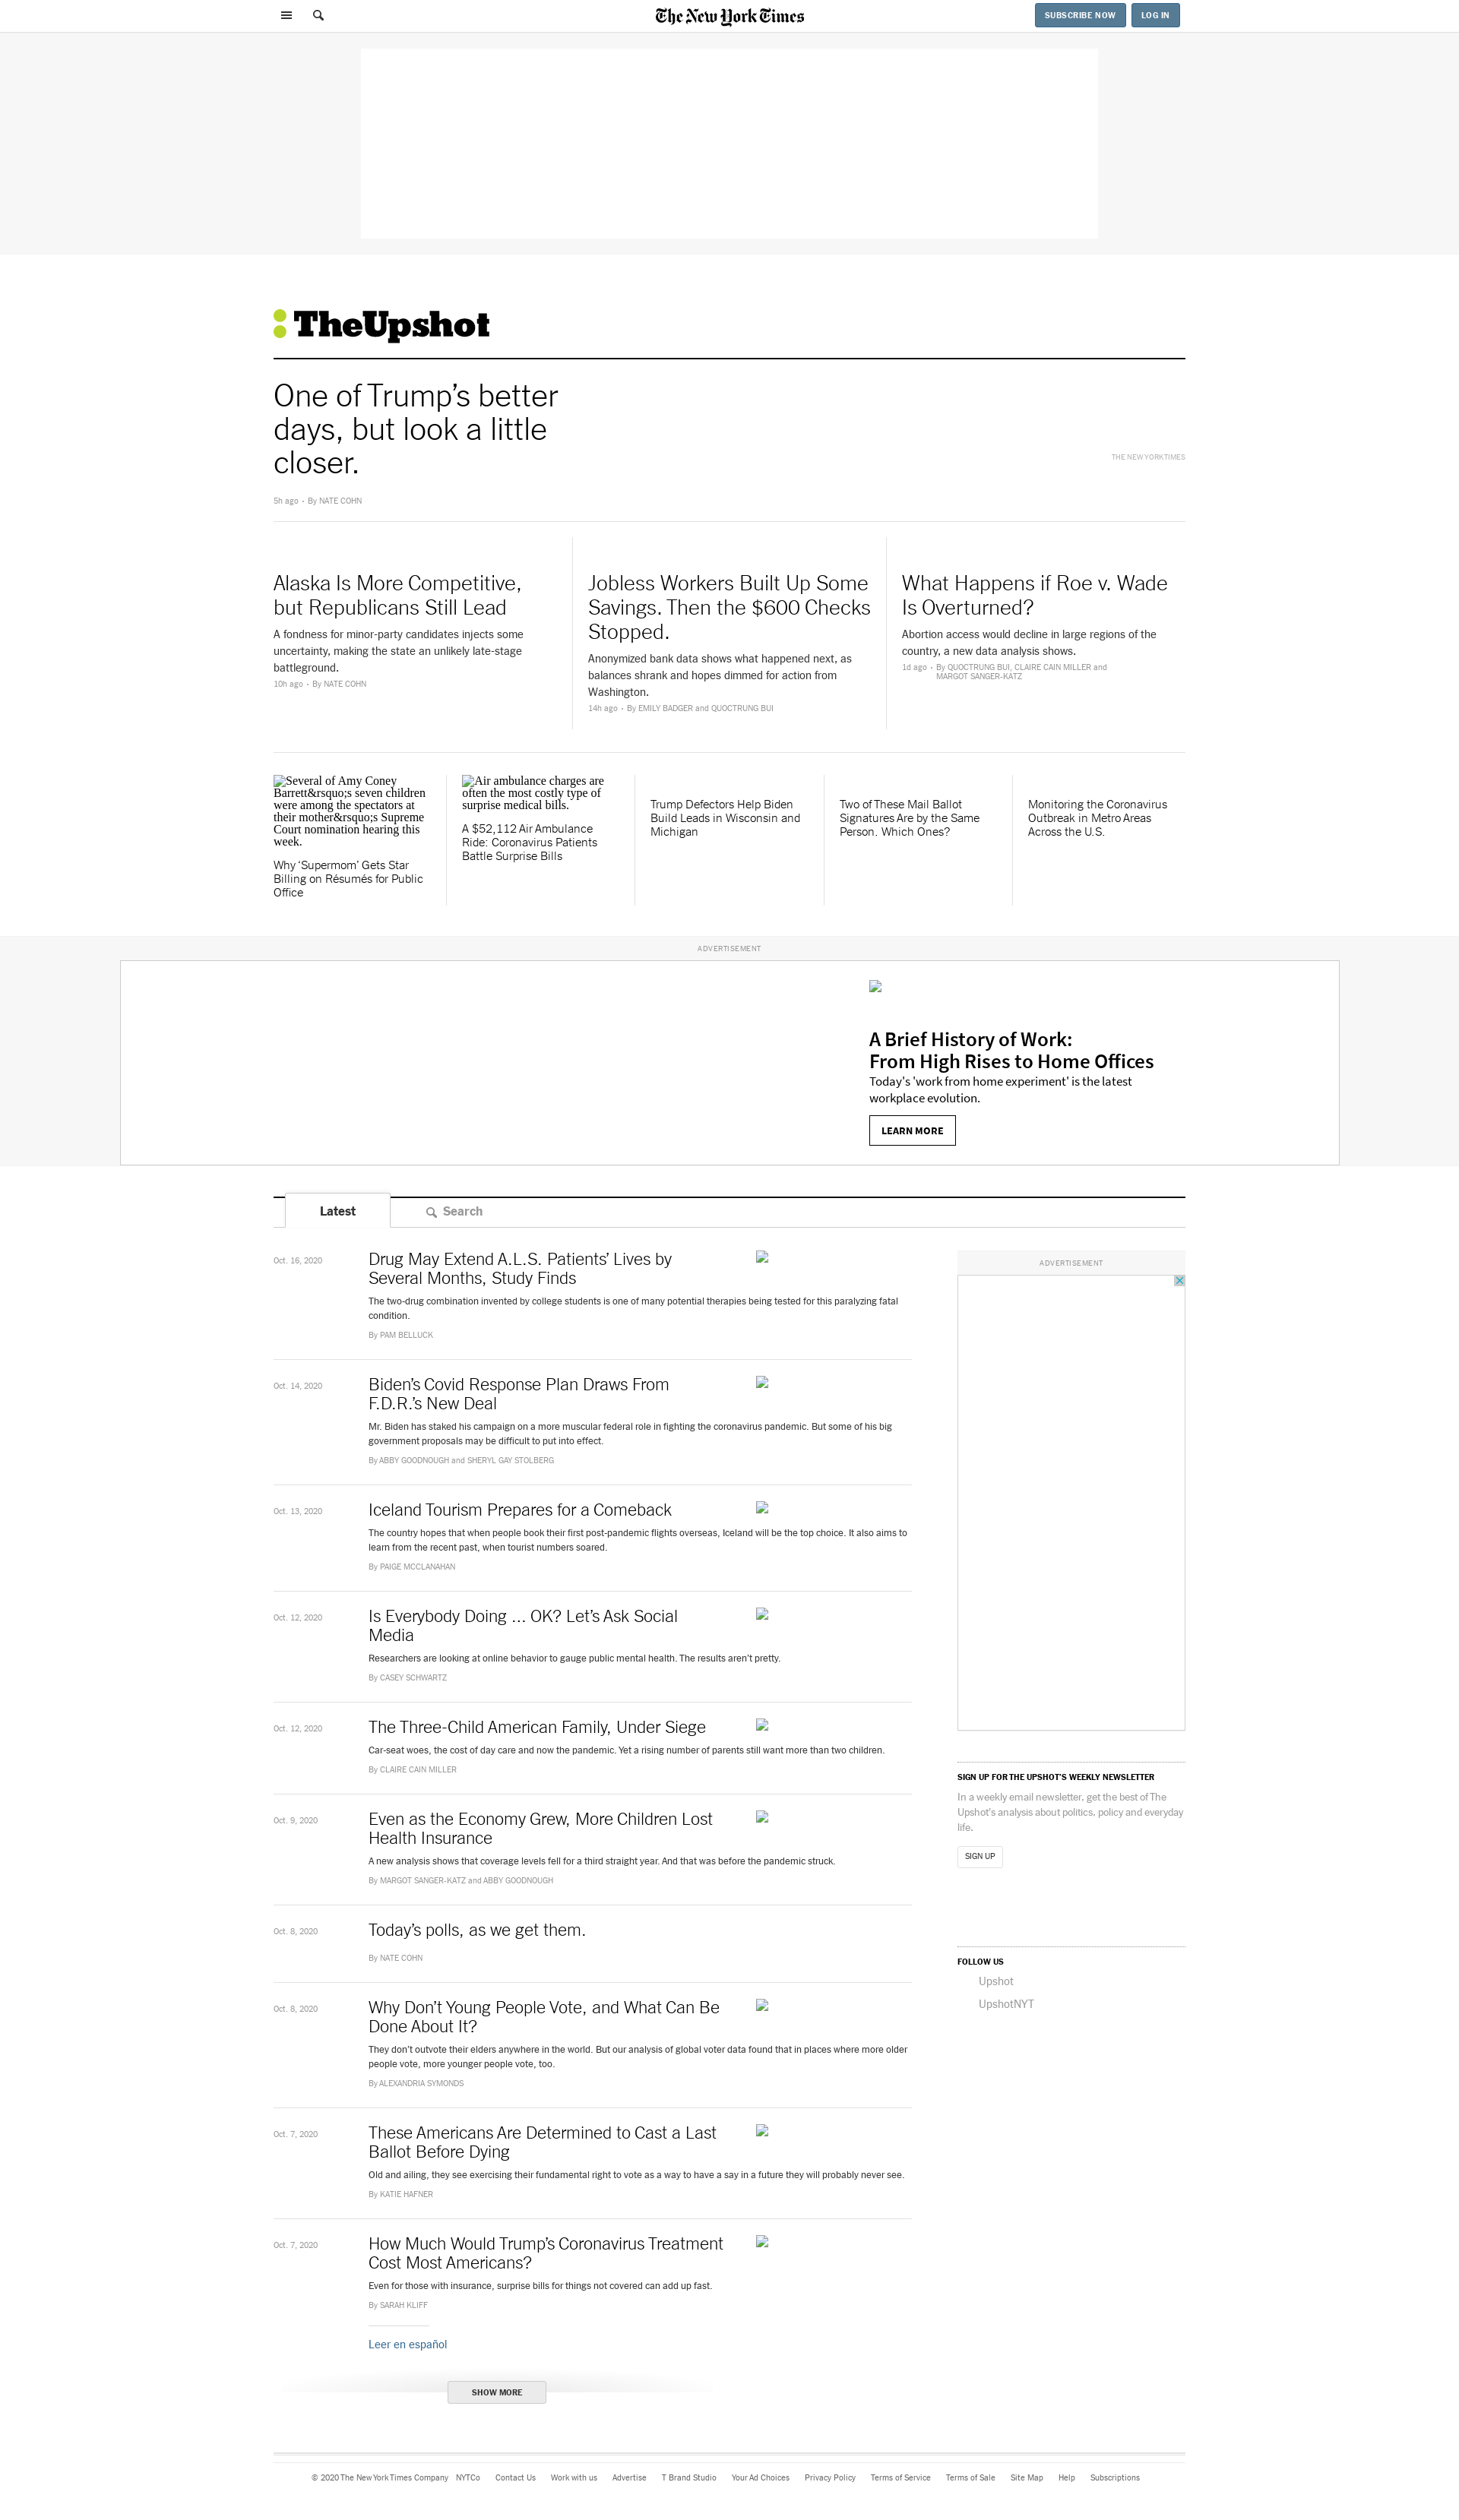 The New York Times
SUBSCRIBE NOW
LOG IN
TheUpshot
One of Trump’s better
days, but look a little
closer.
THE NEW YORK TIMES
5h ago • By NATE COHN
Alaska Is More Competitive,
but Republicans Still Lead
A fondness for minor-party candidates injects some
uncertainty, making the state an unlikely late-stage
battleground.
10h ago • By NATE COHN
Jobless Workers Built Up Some
Savings. Then the $600 Checks
Stopped.
Anonymized bank data shows what happened next, as
balances shrank and hopes dimmed for action from
Washington.
14h ago • By EMILY BADGER and QUOCTRUNG BUI
What Happens if Roe v. Wade
Is Overturned?
Abortion access would decline in large regions of the
country, a new data analysis shows.
1d ago • By QUOCTRUNG BUI, CLAIRE CAIN MILLER and
MARGOT SANGER-KATZ
Several of Amy Coney
Barrett&rsquo;s seven children
were among the spectators at
their mother&rsquo;s Supreme
Court nomination hearing this
week.
Why ‘Supermom’ Gets Star
Billing on Résumés for Public
Office
Air ambulance charges are
often the most costly type of
surprise medical bills.
A $52,112 Air Ambulance
Ride: Coronavirus Patients
Battle Surprise Bills
Trump Defectors Help Biden
Build Leads in Wisconsin and
Michigan
Two of These Mail Ballot
Signatures Are by the Same
Person. Which Ones?
Monitoring the Coronavirus
Outbreak in Metro Areas
Across the U.S.
ADVERTISEMENT
A Brief History of Work:
From High Rises to Home Offices
Today's 'work from home experiment' is the latest
workplace evolution.
LEARN MORE
Latest
Search
Oct. 16, 2020
Drug May Extend A.L.S. Patients’ Lives by
Several Months, Study Finds
The two-drug combination invented by college students is one of many potential therapies being tested for this paralyzing fatal
condition.
By PAM BELLUCK
Oct. 14, 2020
Biden’s Covid Response Plan Draws From
F.D.R.’s New Deal
Mr. Biden has staked his campaign on a more muscular federal role in fighting the coronavirus pandemic. But some of his big
government proposals may be difficult to put into effect.
By ABBY GOODNOUGH and SHERYL GAY STOLBERG
Oct. 13, 2020
Iceland Tourism Prepares for a Comeback
The country hopes that when people book their first post-pandemic flights overseas, Iceland will be the top choice. It also aims to
learn from the recent past, when tourist numbers soared.
By PAIGE MCCLANAHAN
Oct. 12, 2020
Is Everybody Doing ... OK? Let’s Ask Social
Media
Researchers are looking at online behavior to gauge public mental health. The results aren’t pretty.
By CASEY SCHWARTZ
Oct. 12, 2020
The Three-Child American Family, Under Siege
Car-seat woes, the cost of day care and now the pandemic. Yet a rising number of parents still want more than two children.
By CLAIRE CAIN MILLER
Oct. 9, 2020
Even as the Economy Grew, More Children Lost
Health Insurance
A new analysis shows that coverage levels fell for a third straight year. And that was before the pandemic struck.
By MARGOT SANGER-KATZ and ABBY GOODNOUGH
Oct. 8, 2020
Today’s polls, as we get them.
By NATE COHN
Oct. 8, 2020
Why Don’t Young People Vote, and What Can Be
Done About It?
They don’t outvote their elders anywhere in the world. But our analysis of global voter data found that in places where more older
people vote, more younger people vote, too.
By ALEXANDRIA SYMONDS
Oct. 7, 2020
These Americans Are Determined to Cast a Last
Ballot Before Dying
Old and ailing, they see exercising their fundamental right to vote as a way to have a say in a future they will probably never see.
By KATIE HAFNER
Oct. 7, 2020
How Much Would Trump’s Coronavirus Treatment
Cost Most Americans?
Even for those with insurance, surprise bills for things not covered can add up fast.
By SARAH KLIFF
Leer en español
SHOW MORE
ADVERTISEMENT
SIGN UP FOR THE UPSHOT’S WEEKLY NEWSLETTER
In a weekly email newsletter, get the best of The
Upshot’s analysis about politics, policy and everyday
life.
SIGN UP
FOLLOW US
Upshot
UpshotNYT
© 2020 The New York Times Company NYTCo Contact Us Work with us Advertise T Brand Studio Your Ad Choices Privacy Policy Terms of Service Terms of Sale Site Map Help Subscriptions